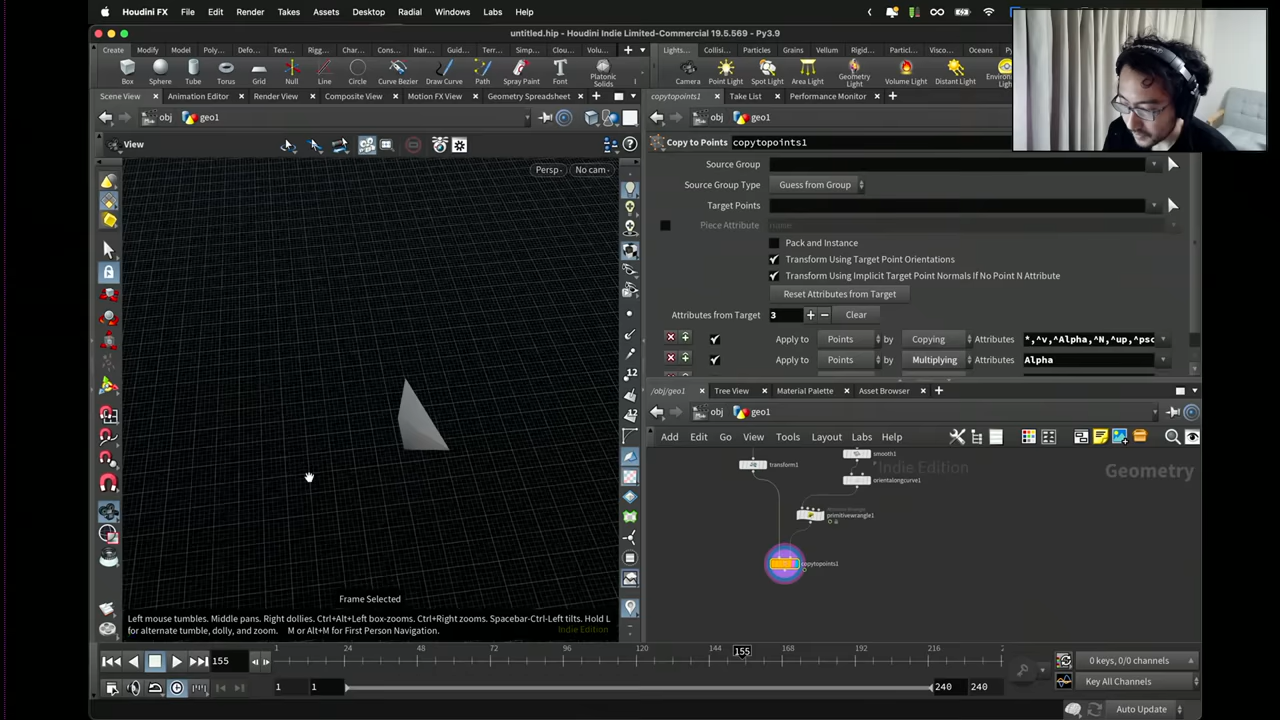 Houdini FX File Edit Render Takes Assets Desktop Radial Windows Labs Help
untitled.hip - Houdini Indie Limited-Commercial 19.5.569 - Py3.9
Create Modify Model Poly... Defo... Text... Rigg... Char... Cons... Hair... Guid... Terr... Sim... Clou... Volu...
Lights... Collisi... Particles Grains Vellum Rigid... Particl... Visco... Oceans
Box Sphere Tube Torus Grid Null Line Circle Curve Bezier Draw Curve Path Spray Paint Font Platonic Solids
Camera Point Light Spot Light Area Light Geometry Light Volume Light Distant Light
Scene View Animation Editor Render View Composite View Motion FX View Geometry Spreadsheet
copytopoints1 Take List Performance Monitor
obj geo1
obj geo1
View
Copy to Points copytopoints1
Persp No cam
Source Group
Source Group Type Guess from Group
Target Points
Piece Attribute name
Pack and Instance
Transform Using Target Point Orientations
Transform Using Implicit Target Point Normals If No Point N Attribute
Reset Attributes from Target
Attributes from Target 3 Clear
Apply to Points by Copying Attributes *,^v,^Alpha,^N,^up,^psc
Apply to Points by Multiplying Attributes Alpha
/obj/geo1 Tree View Material Palette Asset Browser
obj geo1
Add Edit Go View Tools Layout Labs Help
smooth1
transform1
Indie Edition
Geometry
orientalongcurve1
primitivewrangle1
copytopoints1
Frame Selected
Left mouse tumbles. Middle pans. Right dollies. Ctrl+Alt+Left box-zooms. Ctrl+Right zooms. Spacebar-Ctrl-Left tilts. Hold L
for alternate tumble, dolly, and zoom. M or Alt+M for First Person Navigation.
Indie Edition
155 1 24 48 72 96 120 144 155 168 192 216
0 keys, 0/0 channels
1 1 240 240
Key All Channels
Auto Update